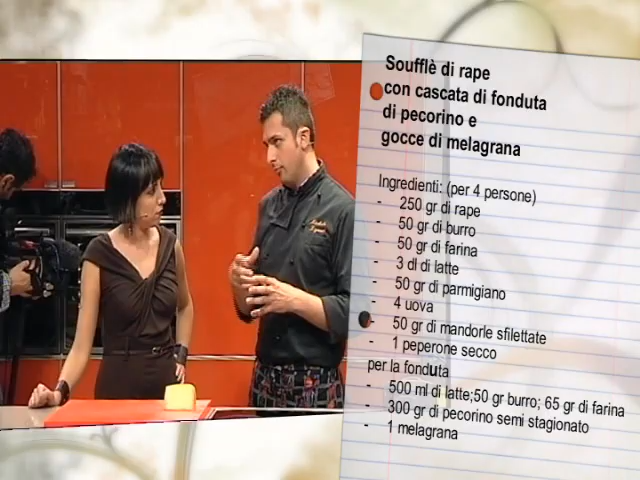 Soufflè di rape
con cascata di fonduta
di pecorino e
gocce di melagrana
Ingredienti: (per 4 persone)
- 250 gr di rape
- 50 gr di burro
- 50 gr di farina
- 3 dl di latte
- 50 gr di parmigiano
- 4 uova
- 50 gr di mandorle sfilettate
- 1 peperone secco
per la fonduta
- 500 ml di latte;50 gr burro; 65 gr di farina
- 300 gr di pecorino semi stagionato
- 1 melagrana